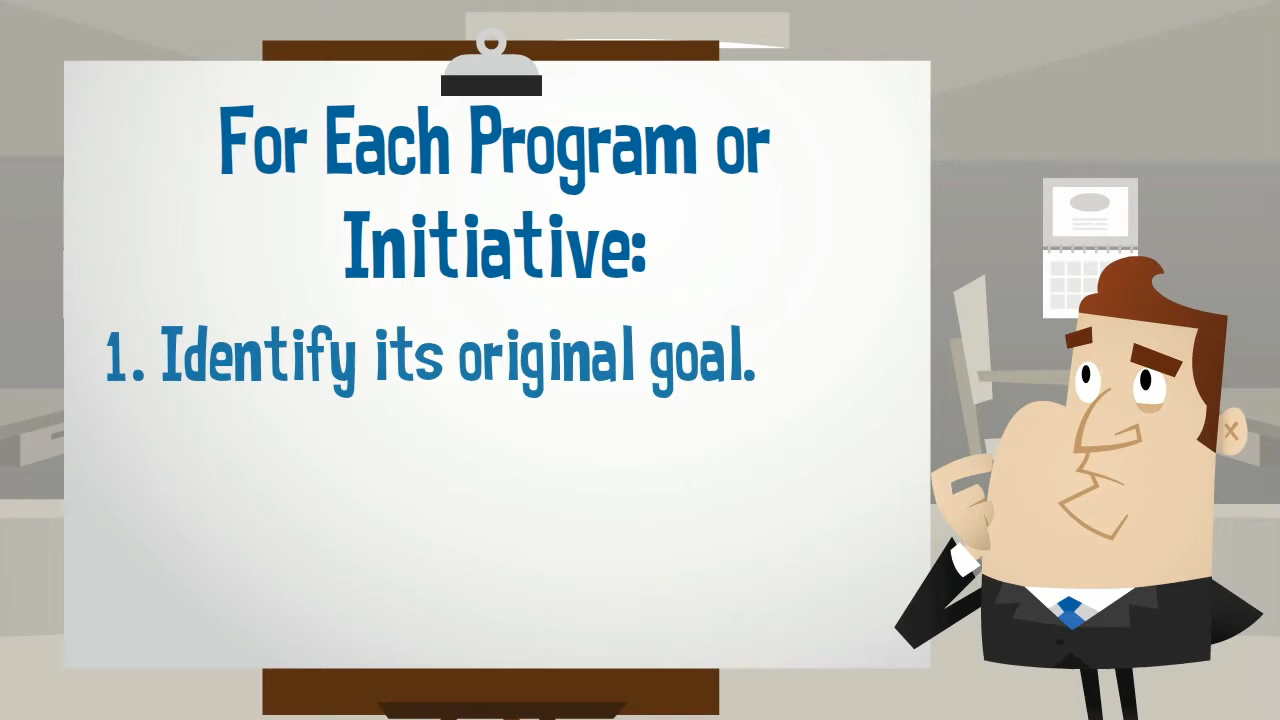 For Each Program or
Initiative:
1. Identify its original goal.